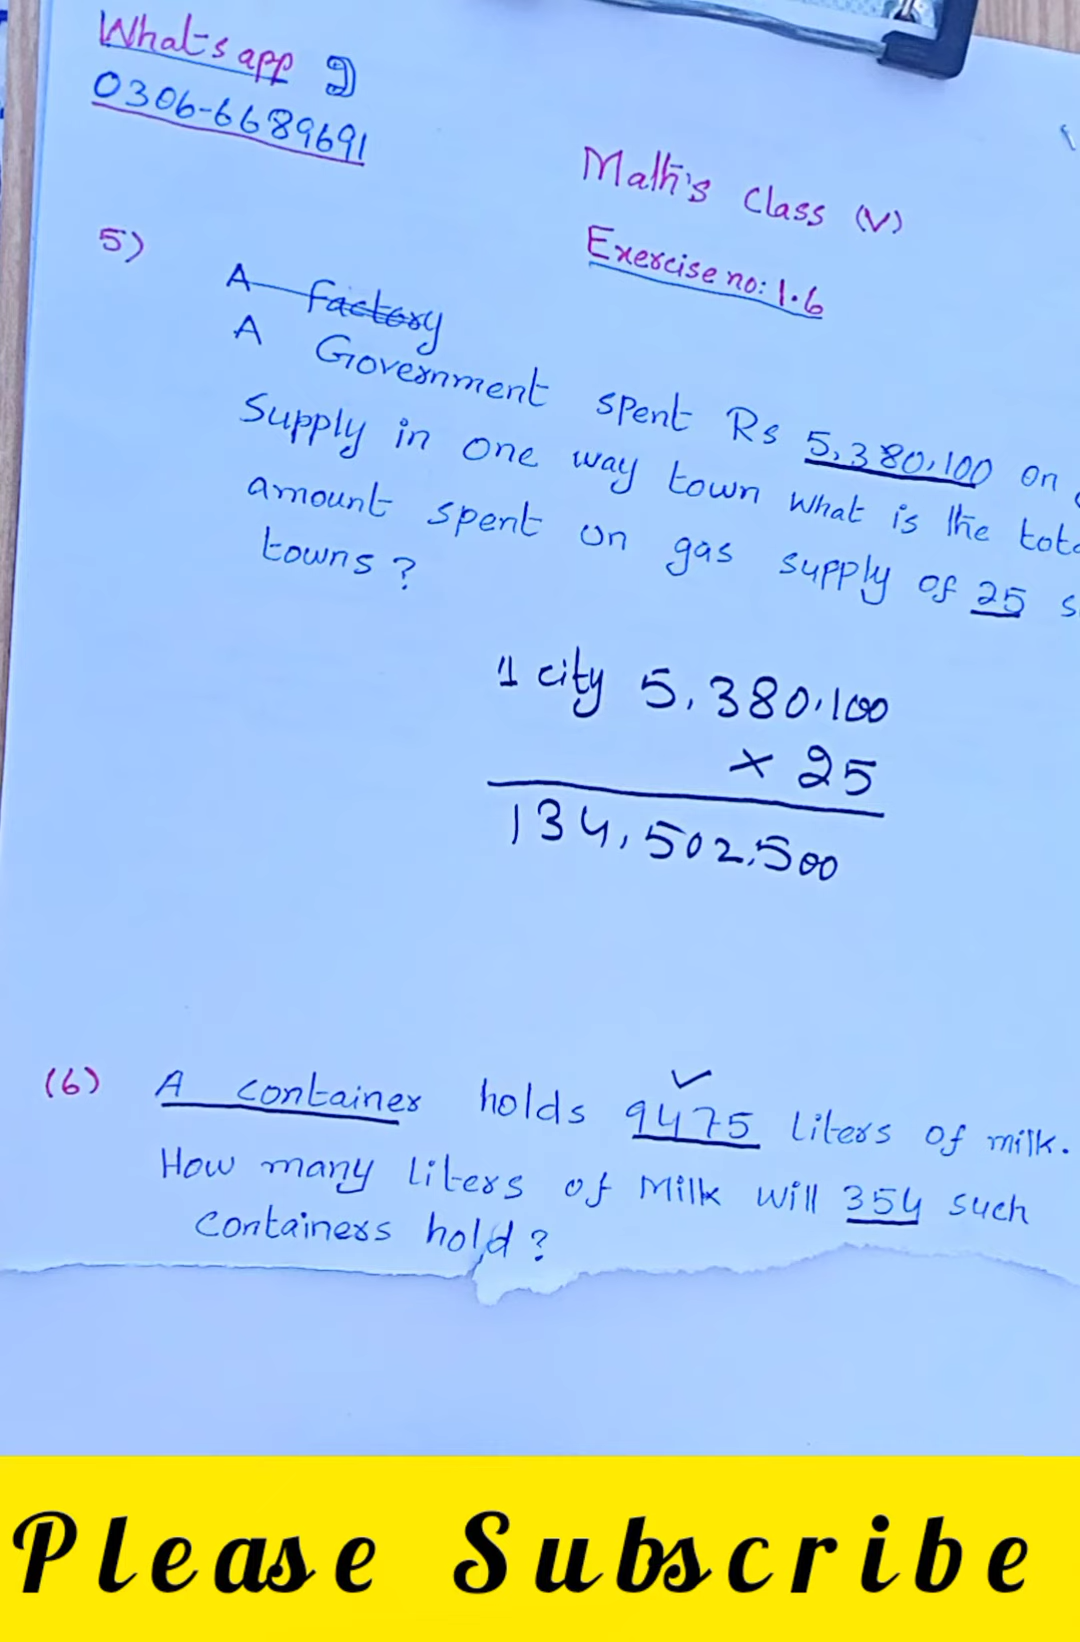 What's app
0306-6689691
Math's Class (V)
Exercise no: 1.6
5)
A factory
A Government spent Rs 5,380,100 on
Supply in one way town what is the tota
amount spent on gas supply of 25 s
towns?
1 city 5,380,100
× 25
134,502,500
(6) A container holds 9475 liters of milk.
How many liters of Milk will 354 such
containers hold?
Please Subscribe